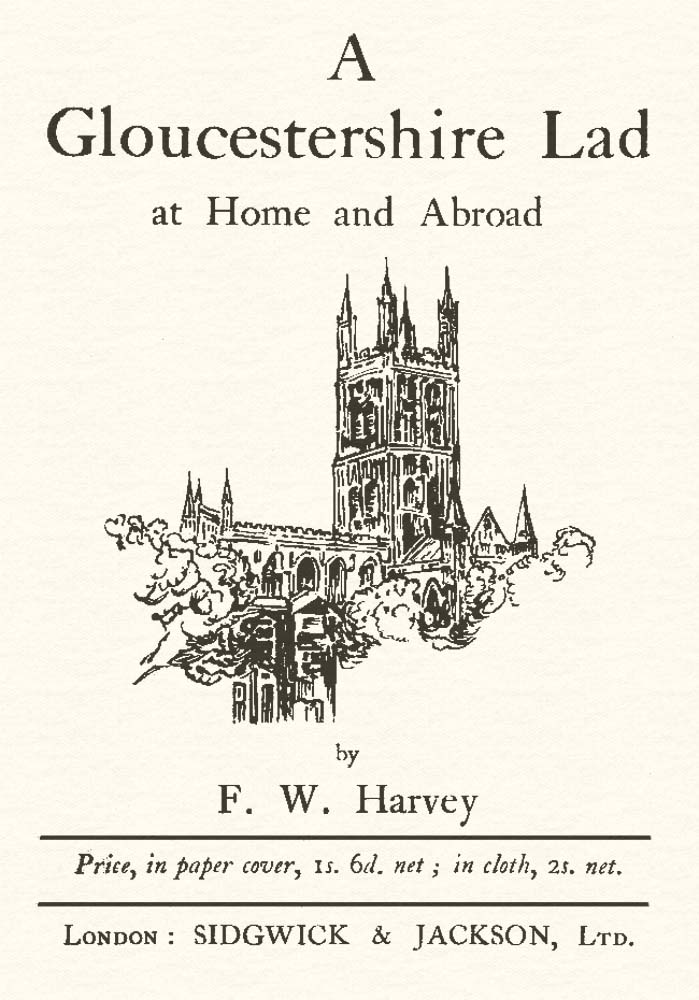 A
Gloucestershire Lad
at Home and Abroad
by
F. W. Harvey
Price, in paper cover, 1s. 6d. net ; in cloth, 2s. net.
London : SIDGWICK & JACKSON, Ltd.